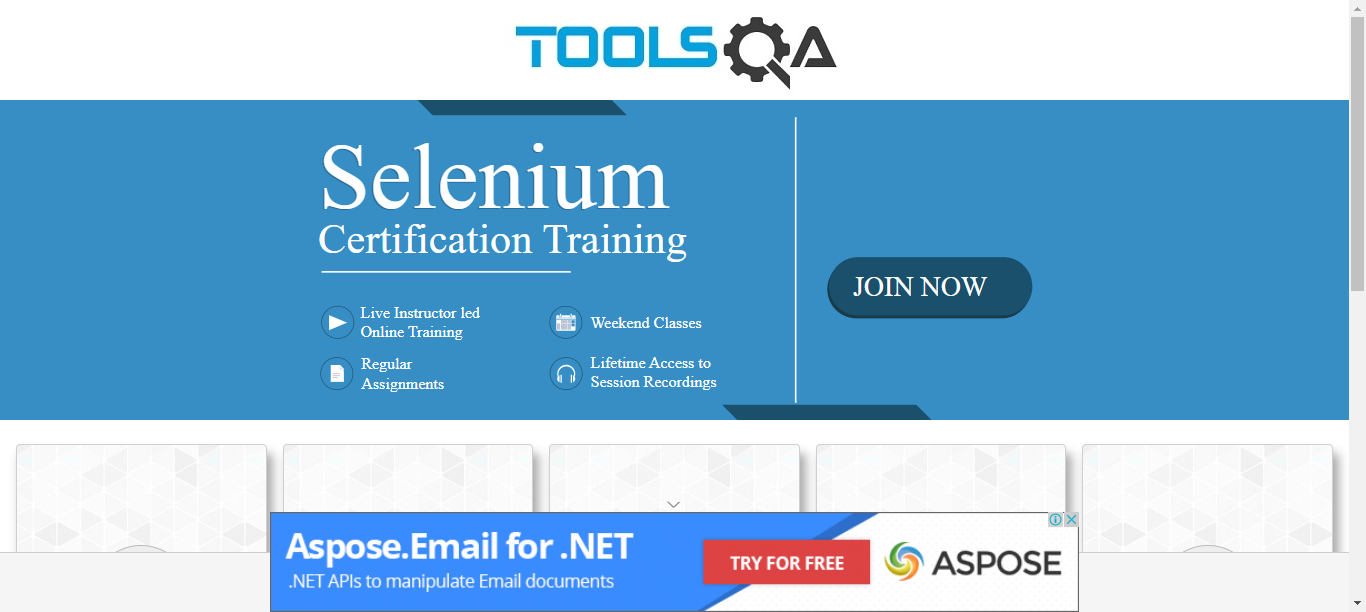 TOOLSQA
Selenium
Certification Training
JOIN NOW
Live Instructor led
Online Training
Weekend Classes
Regular
Assignments
Lifetime Access to
Session Recordings
Aspose.Email for .NET
.NET APIs to manipulate Email documents
TRY FOR FREE
ASPOSE